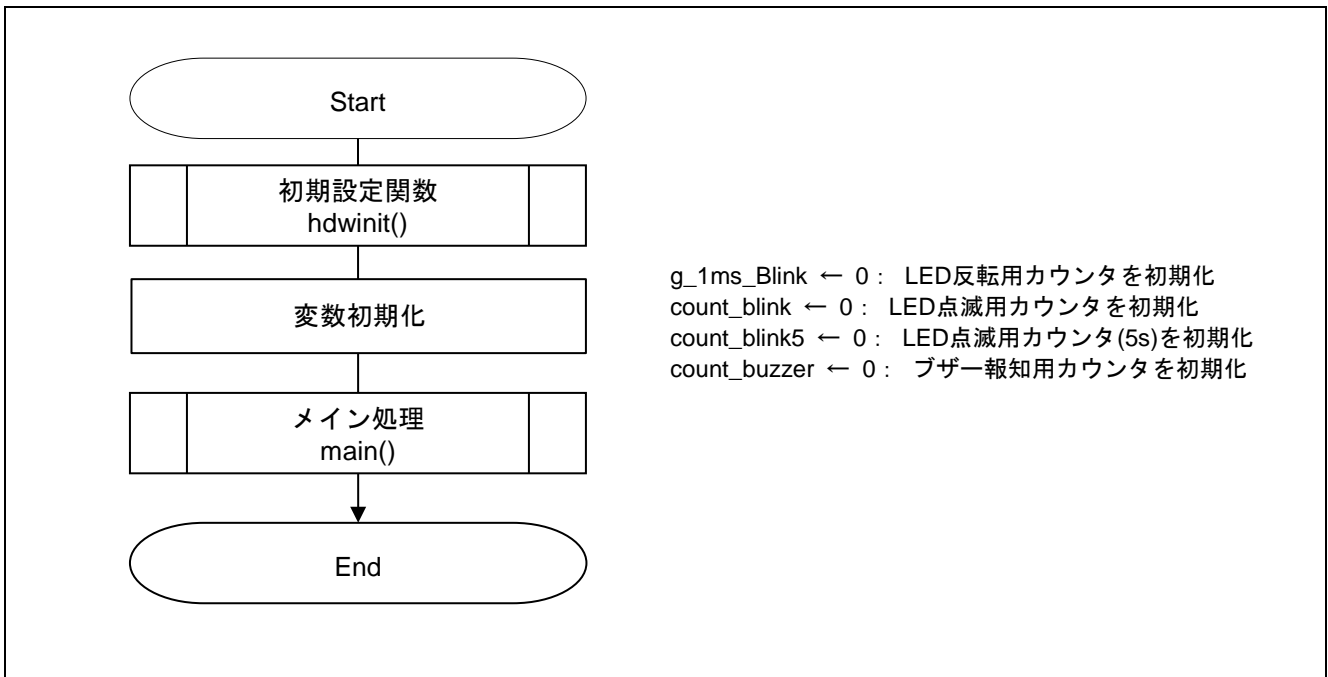 Start
初期設定関数
hdwinit()
変数初期化
g_1ms_Blink ← 0： LED反転用カウンタを初期化
count_blink ← 0： LED点滅用カウンタを初期化
count_blink5 ← 0： LED点滅用カウンタ(5s)を初期化
count_buzzer ← 0： ブザー報知用カウンタを初期化
メイン処理
main()
End